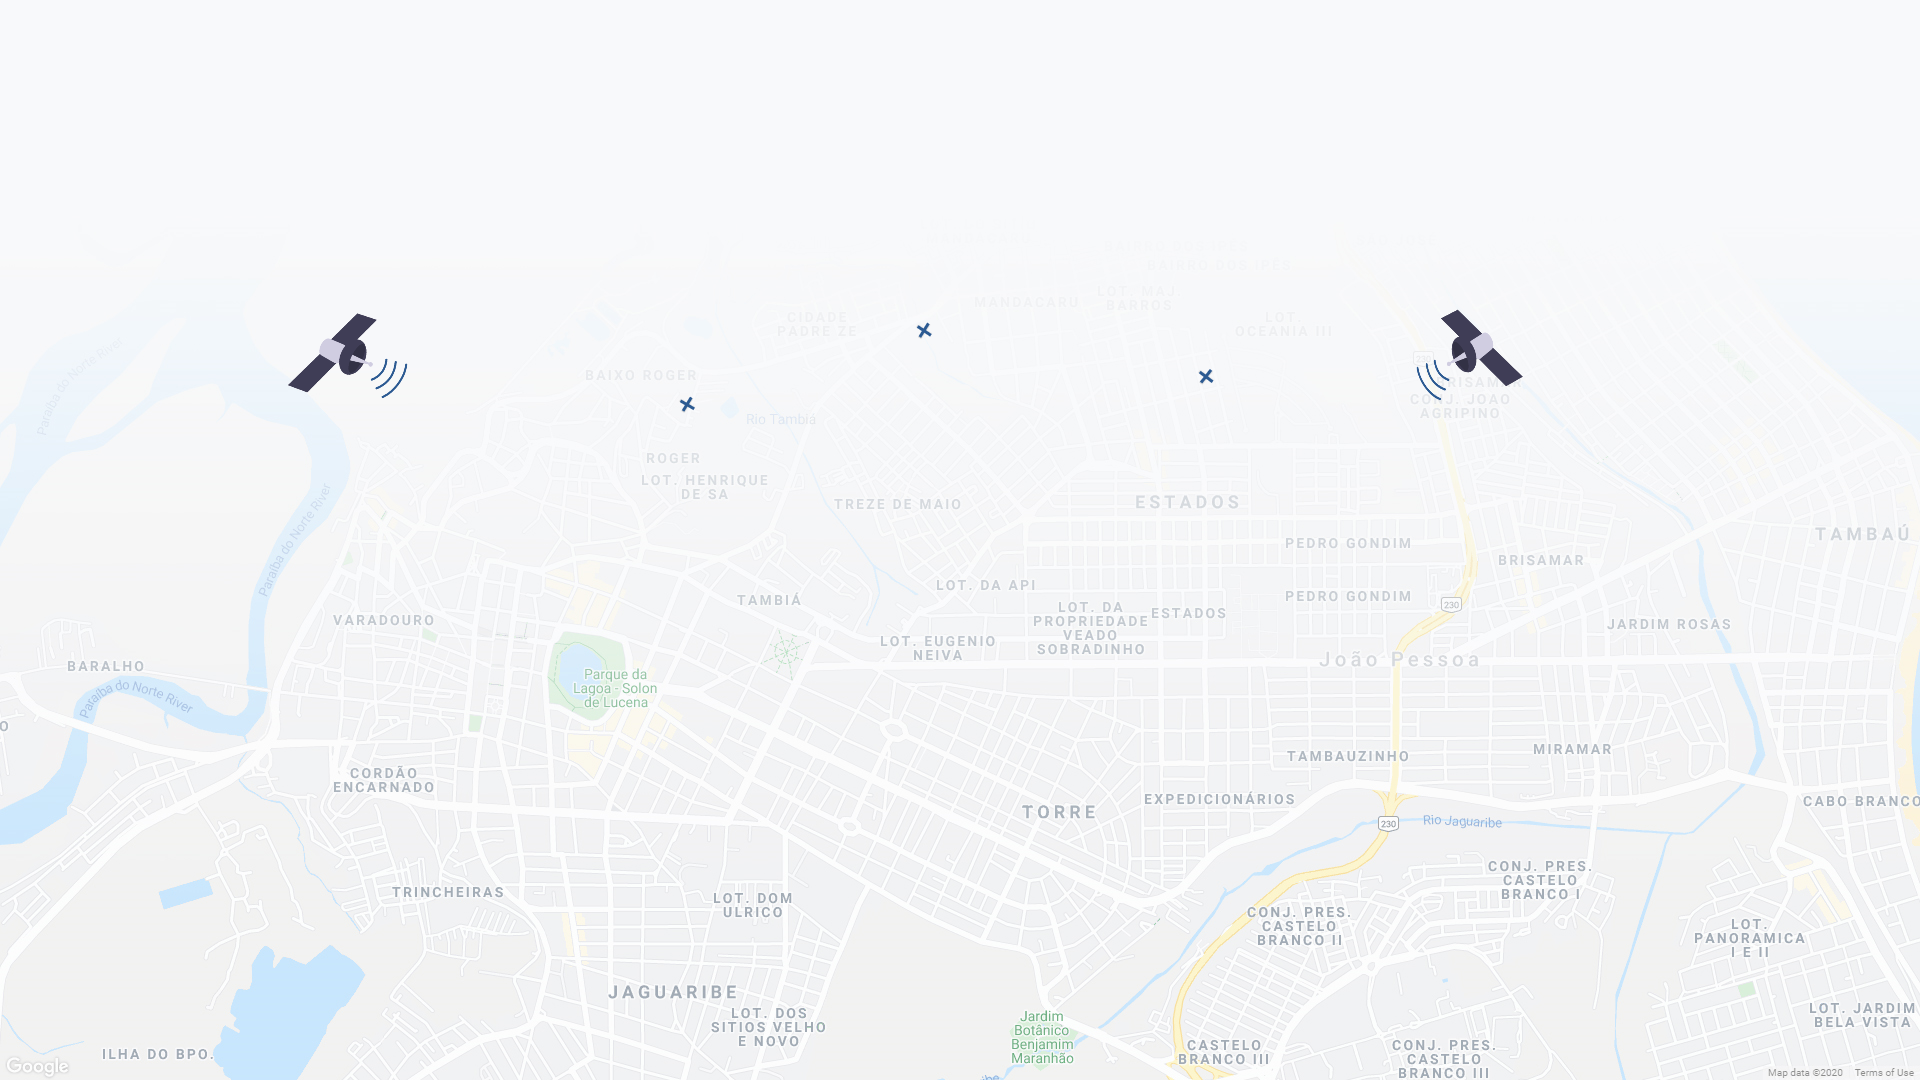 MANDACARU
BAIRRO DOS IPES
LOT. MAJ
BARROS
CIDADE
PADRE ZE
LOT.
OCEANIA III
Paraíba do Norte River
BAIXO ROGER
230
BRISAMAR
CONJ. JOAO
AGRIPINO
Rio Tambiá
ROGER
LOT. HENRIQUE
DE SA
TREZE DE MAIO
ESTADOS
Paraíba do Norte River
TAMBAÚ
PEDRO GONDIM
BRISAMAR
LOT. DA API
TAMBIÁ
PEDRO GONDIM
230
LOT. DA
PROPRIEDADE
VEADO
SOBRADINHO
ESTADOS
VARADOURO
JARDIM ROSAS
LOT. EUGENIO
NEIVA
João Pessoa
BARALHO
Parque da
Lagoa - Solon
de Lucena
Paraíba do Norte River
O
TAMBAUZINHO
MIRAMAR
CORDÃO
ENCARNADO
EXPEDICIONÁRIOS
CABO BRANCO
TORRE
230
Rio Jaguaribe
TRINCHEIRAS
LOT. DOM
ULRICO
CONJ. PRES.
CASTELO
BRANCO I
CONJ. PRES.
CASTELO
BRANCO II
LOT.
PANORAMICA
I E II
JAGUARIBE
LOT. DOS
SITIOS VELHO
E NOVO
Jardim
Botânico
Benjamim
Maranhão
LOT. JARDIM
BELA VISTA
ILHA DO BPO.
CASTELO
BRANCO III
CONJ. PRES.
CASTELO
BRANCO III
Google
Map data ©2020 Terms of Use